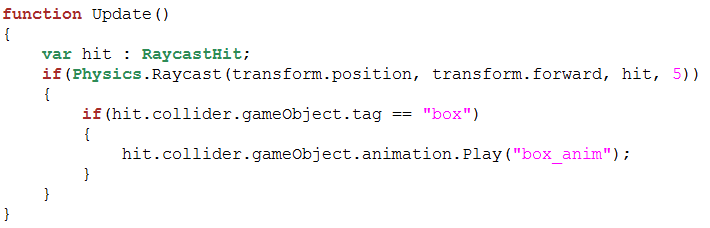 function Update()
{
    var hit : RaycastHit;
    if(Physics.Raycast(transform.position, transform.forward, hit, 5))
    {
        if(hit.collider.gameObject.tag == "box")
        {
            hit.collider.gameObject.animation.Play("box_anim");
        }
    }
}